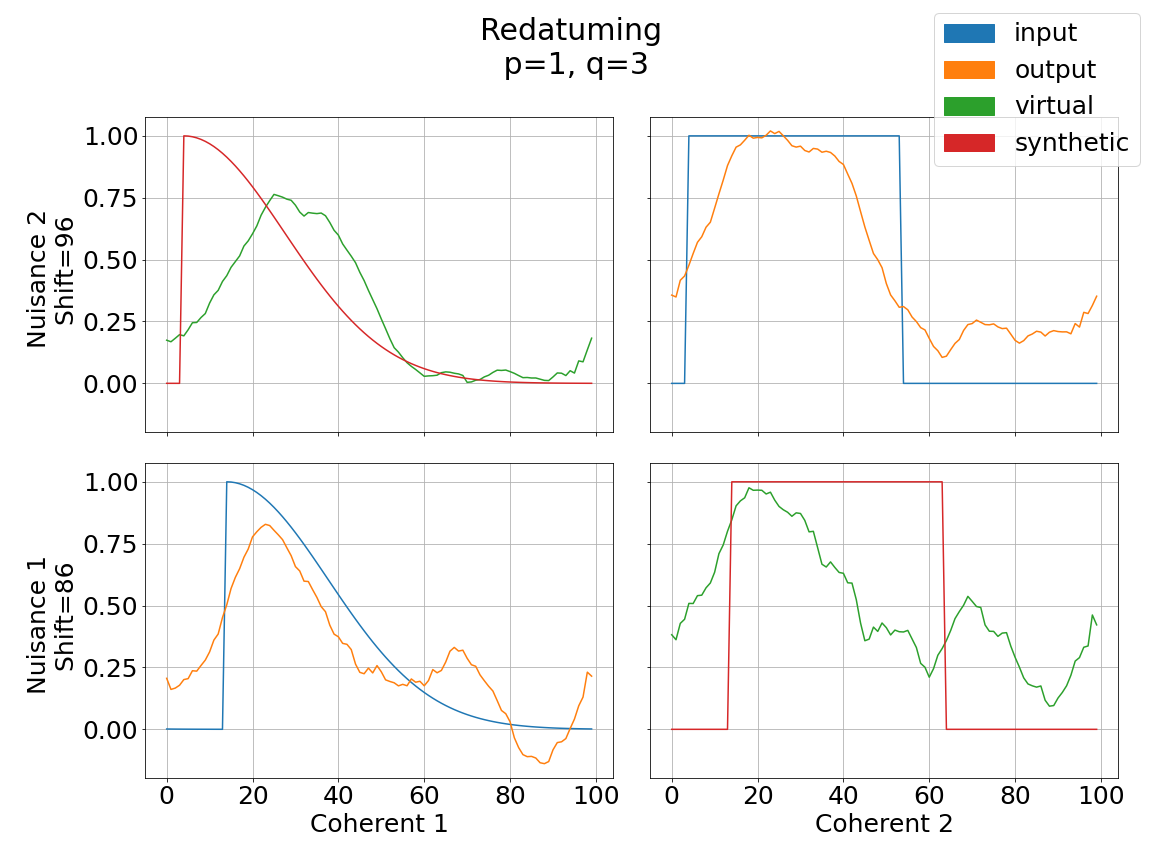 Redatuming
p=1, q=3
input
output
virtual
synthetic
Nuisance 2
Shift=96
1.00
0.75
0.50
0.25
0.00
Nuisance 1
Shift=86
1.00
0.75
0.50
0.25
0.00
0 20 40 60 80 100
0 20 40 60 80 100
Coherent 1
Coherent 2